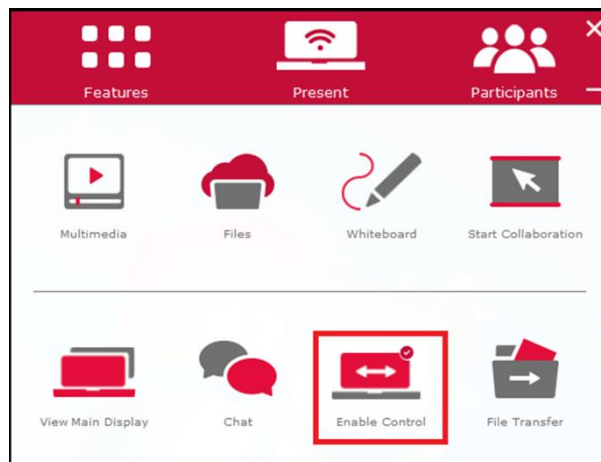 Features
Present
Participants
Multimedia
Files
Whiteboard
Start Collaboration
View Main Display
Chat
Enable Control
File Transfer